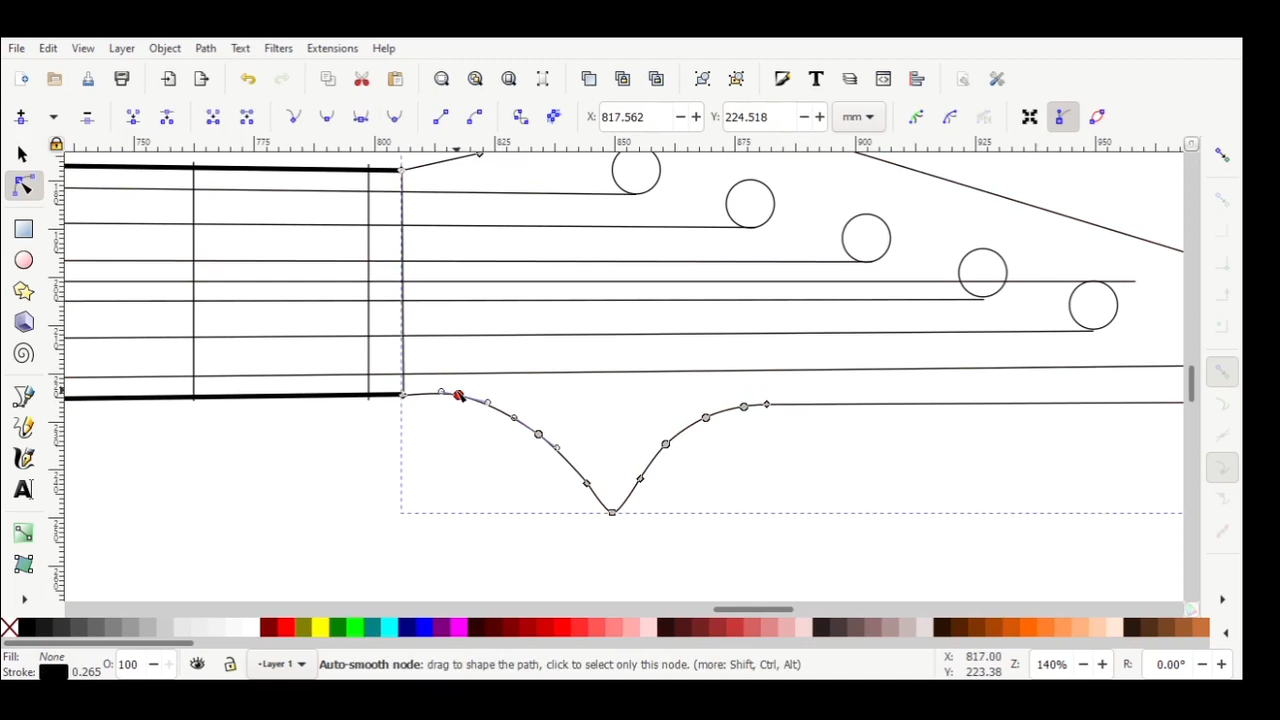 File Edit View Layer Object Path Text Filters Extensions Help
X: 817.562 Y: 224.518 mm
750 775 800 825 850 875 900 925 950
A
Fill: None O: 100 Layer 1 Auto-smooth node: drag to shape the path, click to select only this node. (more: Shift, Ctrl, Alt) X: 817.00 Z: 140% R: 0.00°
Stroke: 0.265 Y: 223.38